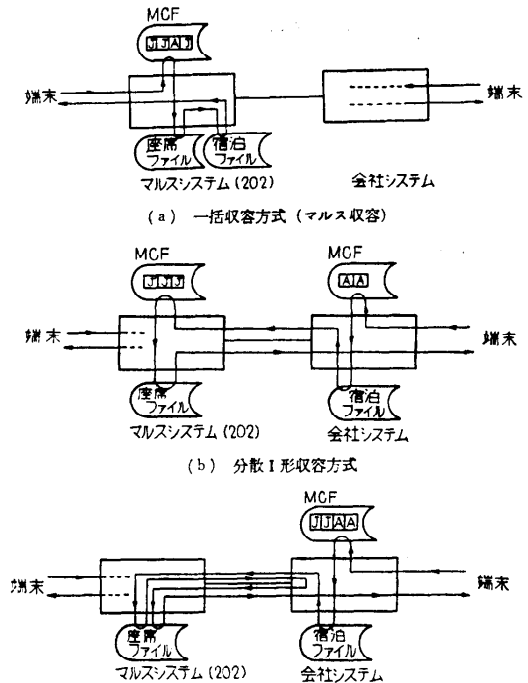 MCF
J J A J
端末
端末
座席
ファイル
宿泊
ファイル
マルスシステム(202)
会社システム
(a) 一括収容方式(マルス収容)
MCF
J J J
MCF
A A
端末
端末
座席
ファイル
宿泊
ファイル
マルスシステム(202)
会社システム
(b) 分散I形収容方式
MCF
J J A A
端末
端末
座席
ファイル
宿泊
ファイル
マルスシステム(202)
会社システム